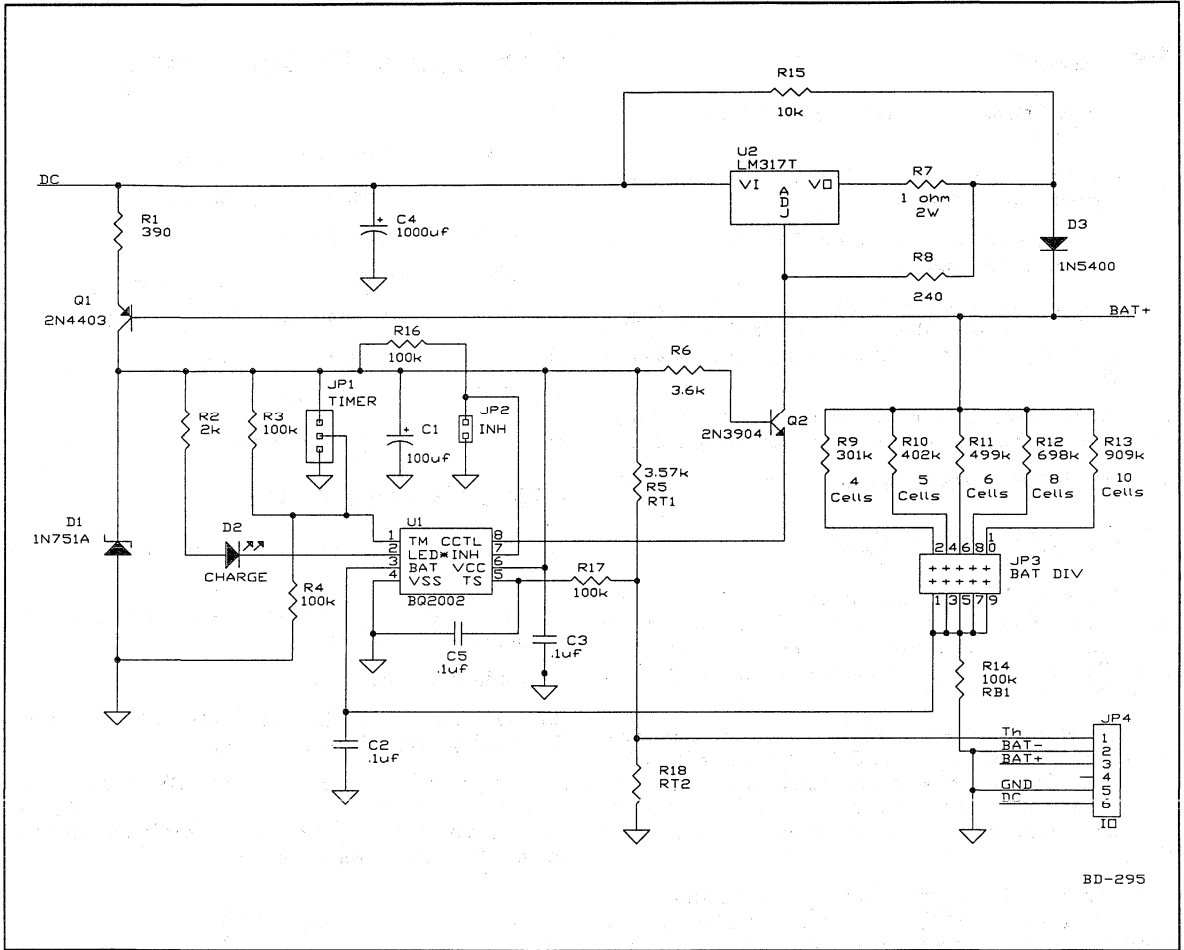 R15
10k
U2
LM317T
VI
ADJ
VO
R7
1 ohm
2W
DC
R1
390
+
C4
1000uf
D3
1N5400
R8
240
Q1
2N4403
BAT+
R16
100k
R6
3.6k
JP1
TIMER
JP2
INH
R2
2k
R3
100k
+
C1
100uf
2N3904
Q2
R9
301k
4
Cells
R10
402k
5
Cells
R11
499k
6
Cells
R12
698k
8
Cells
R13
909k
10
Cells
3.57k
R5
RT1
D1
1N751A
D2
CHARGE
U1
1 TM CCTL 8
2 LED* INH 7
3 BAT VCC 6
4 VSS TS 5
BQ2002
R17
100k
R4
100k
2 4 6 8 10
JP3
BAT DIV
1 3 5 7 9
C5
.1uf
C3
.1uf
R14
100k
RB1
C2
.1uf
R18
RT2
JP4
Th 1
BAT- 2
BAT+ 3
4
GND 5
DC 6
IO
BD-295